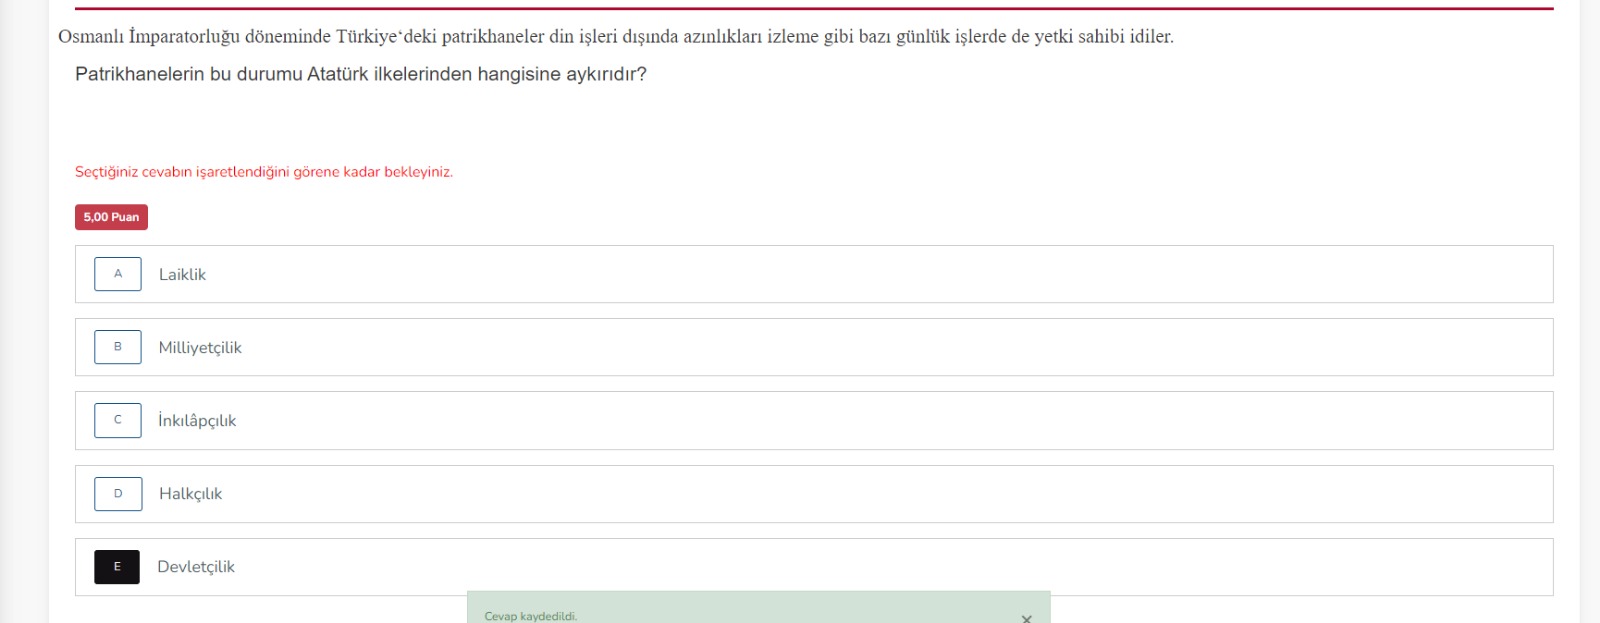 Osmanlı İmparatorluğu döneminde Türkiye‘deki patrikhaneler din işleri dışında azınlıkları izleme gibi bazı günlük işlerde de yetki sahibi idiler.
Patrikhanelerin bu durumu Atatürk ilkelerinden hangisine aykırıdır?
Seçtiğiniz cevabın işaretlendiğini görene kadar bekleyiniz.
5,00 Puan
A Laiklik
B Milliyetçilik
C İnkılâpçılık
D Halkçılık
E Devletçilik
Cevap kaydedildi. ×